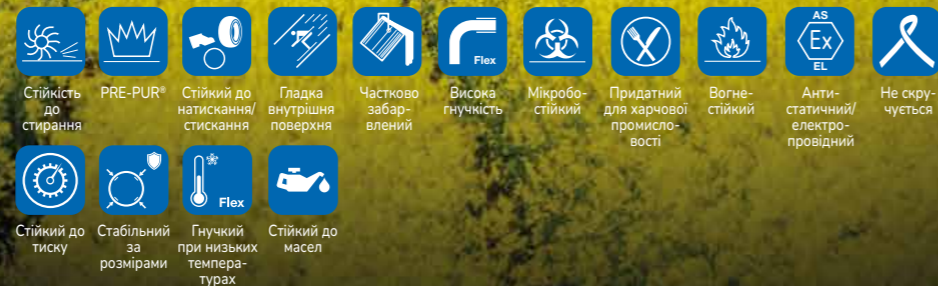 Flex
AS
Ex
EL
Стійкість
до
стирання
PRE-PUR®
Стійкий до
натискання/
стискання
Гладка
внутрішня
поверхня
Частково
забар-
влений
Висока
гнучкість
Мікробо-
стійкий
Придатний
для харчової
промисло-
вості
Вогне-
стійкий
Анти-
статичний/
електро-
провідний
Не скру-
чується
Flex
Стійкий до
тиску
Стабільний
за
розмірами
Гнучкий
при низьких
темпера-
турах
Стійкий до
масел